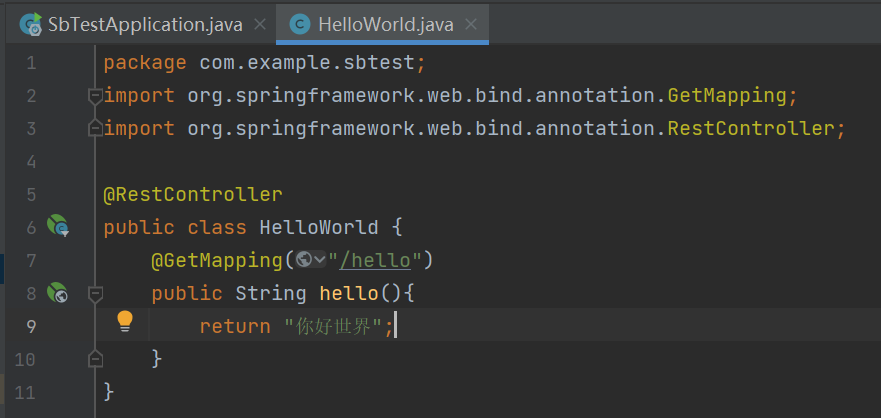 SbTestApplication.java HelloWorld.java
1 package com.example.sbtest;
2 import org.springframework.web.bind.annotation.GetMapping;
3 import org.springframework.web.bind.annotation.RestController;
4
5 @RestController
6 public class HelloWorld {
7 @GetMapping("/hello")
8 public String hello(){
9 return "你好世界";
10 }
11 }